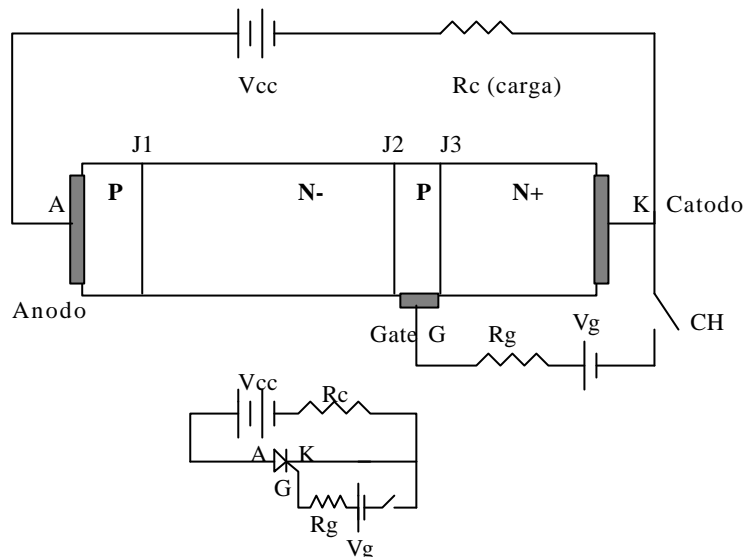 Vcc
Rc (carga)
J1
J2
J3
A
P
N-
P
N+
K
Catodo
Anodo
Gate G
Rg
Vg
CH
Vcc
Rc
A
K
G
Rg
Vg